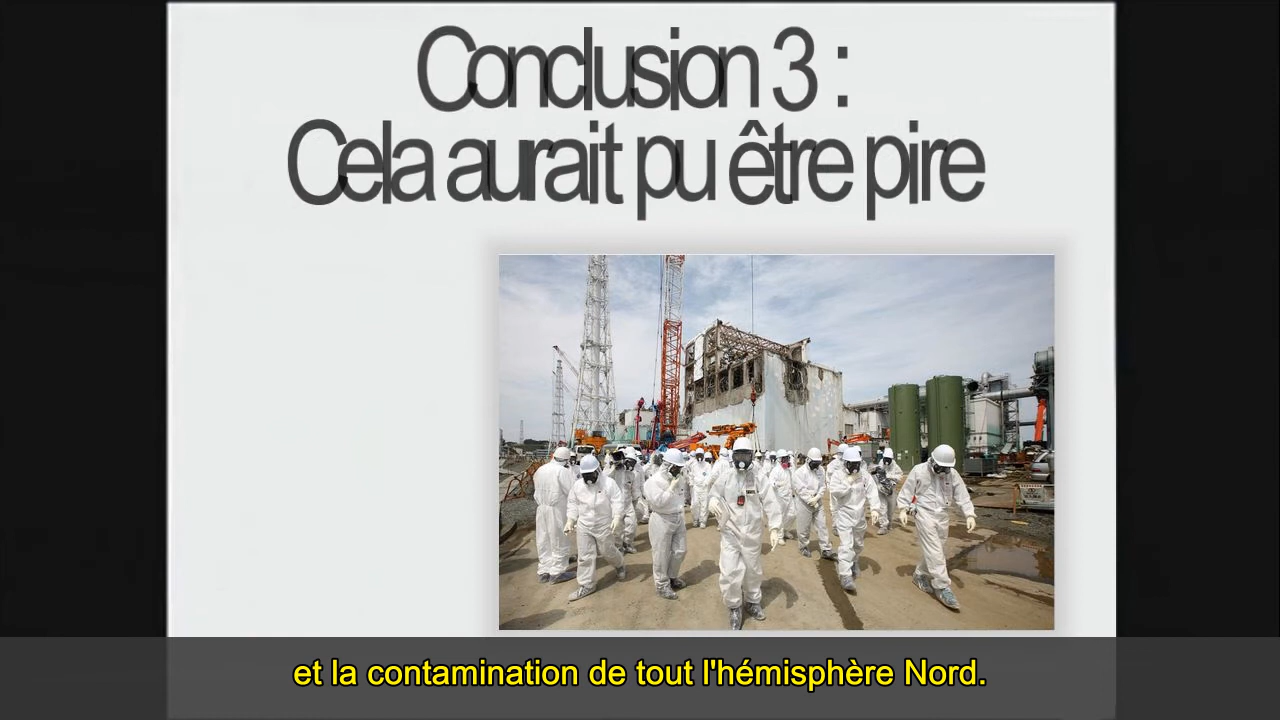 Conclusion 3 :
Cela aurait pu être pire
et la contamination de tout l'hémisphère Nord.